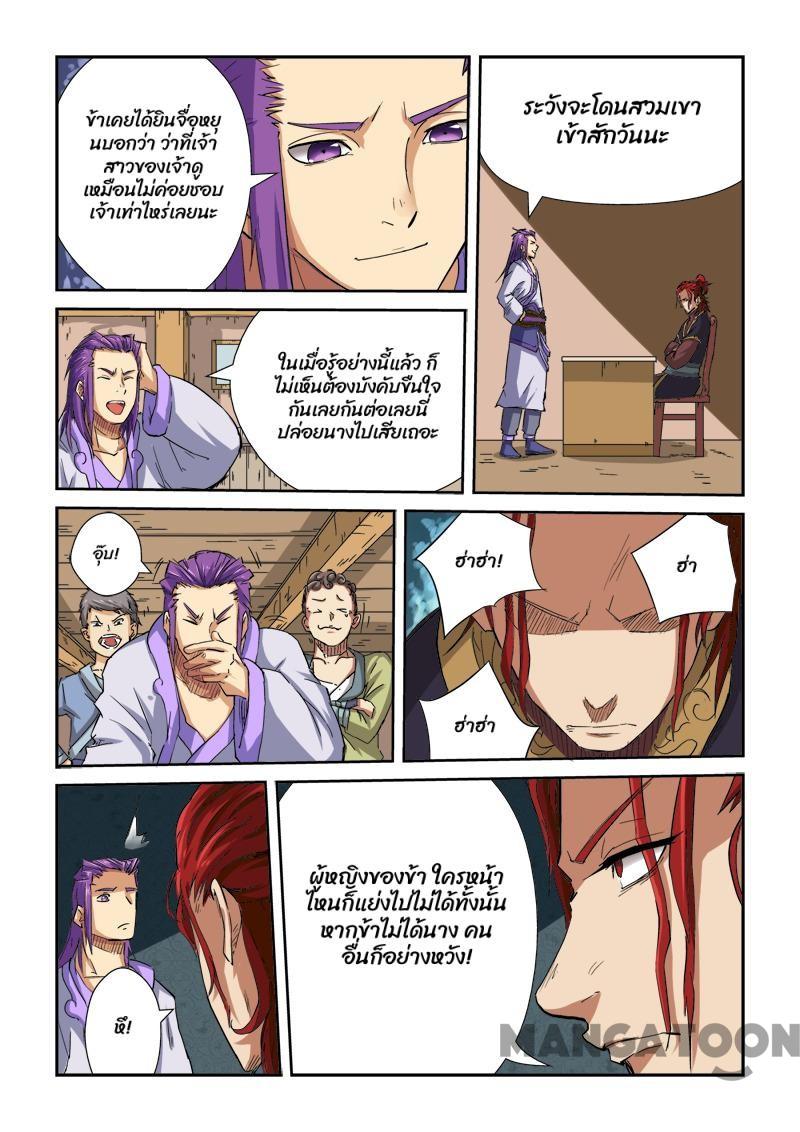 ข้าเคยได้ยินจื่อหยุ
นบอกว่า ว่าที่เจ้า
สาวของเจ้าดู
เหมือนไม่ค่อยชอบ
เจ้าเท่าไหร่เลยนะ
ระวังจะโดนสวมเขา
เข้าสักวันนะ
ในเมื่อรู้อย่างนี้แล้ว ก็
ไม่เห็นต้องบังคับขืนใจ
กันเลยกันต่อเลยนี่
ปล่อยนางไปเสียเถอะ
อุ๊บ!
ฮ่าฮ่า!
ฮ่า
ฮ่าฮ่า
หึ!
ผู้หญิงของข้า ใครหน้า
ไหนก็แย่งไปไม่ได้ทั้งนั้น
หากข้าไม่ได้นาง คน
อื่นก็อย่างหวัง!
MANGATOON